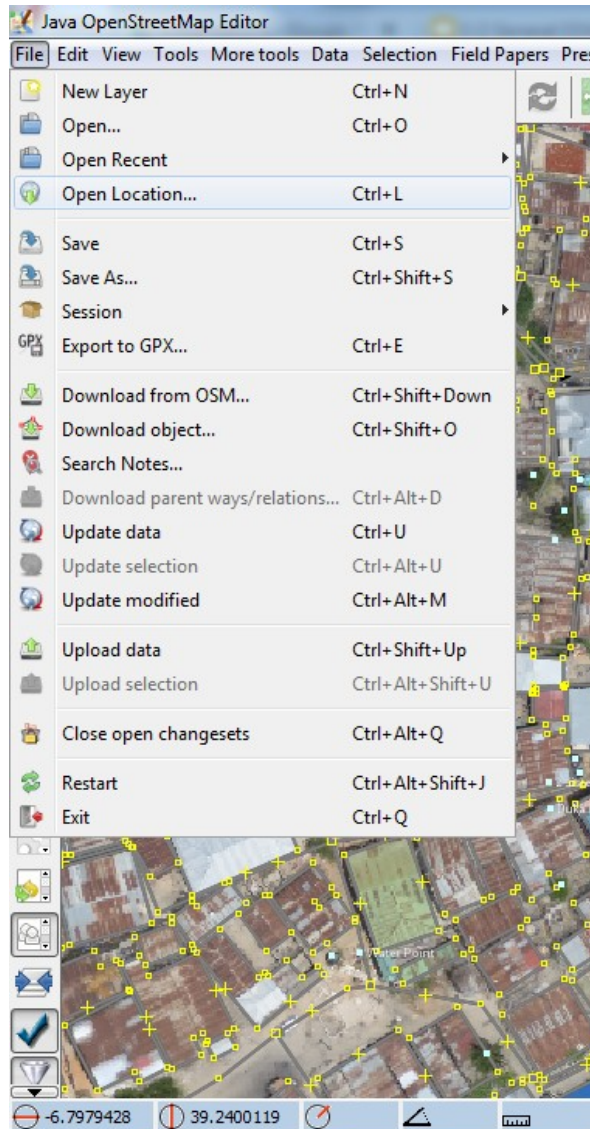 Java OpenStreetMap Editor
File Edit View Tools More tools Data Selection Field Papers Pres
New Layer Ctrl+N
Open... Ctrl+O
Open Recent
Open Location... Ctrl+L
Save Ctrl+S
Save As... Ctrl+Shift+S
Session
GPX Export to GPX... Ctrl+E
Download from OSM... Ctrl+Shift+Down
Download object... Ctrl+Shift+O
Search Notes...
Download parent ways/relations... Ctrl+Alt+D
Update data Ctrl+U
Update selection Ctrl+Alt+U
Update modified Ctrl+Alt+M
Upload data Ctrl+Shift+Up
Upload selection Ctrl+Alt+Shift+U
Close open changesets Ctrl+Alt+Q
Restart Ctrl+Alt+Shift+J
Duka
Exit Ctrl+Q
Water Point
-6.7979428 39.2400119